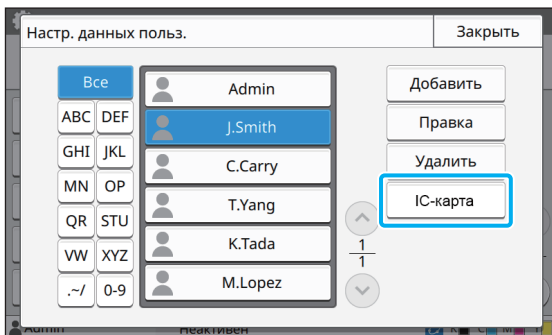 Настр. данных польз.
Закрыть
Все
ABC DEF
GHI JKL
MN OP
QR STU
VW XYZ
.~/ 0-9
Admin
J.Smith
C.Carry
T.Yang
K.Tada
M.Lopez
1
1
Добавить
Правка
Удалить
IC-карта
Admin
Неактивен
K C M Y